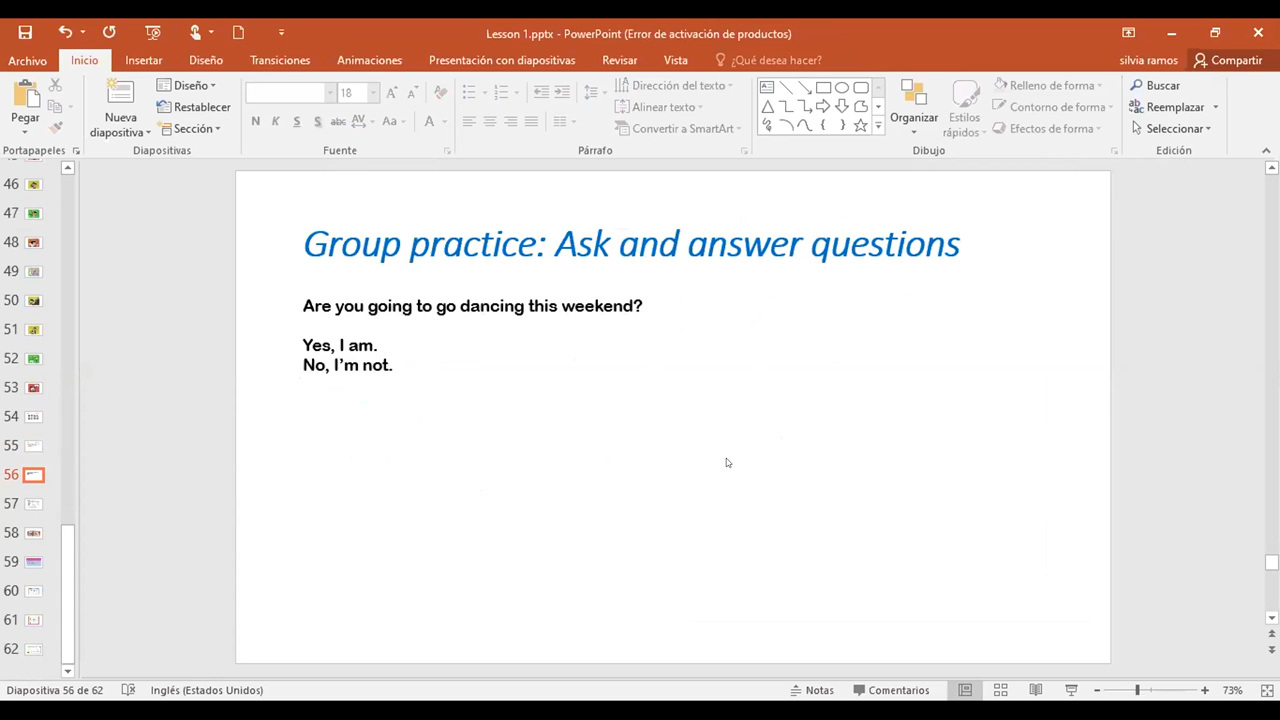 Lesson 1.pptx - PowerPoint (Error de activación de productos)
Archivo Inicio Insertar Diseño Transiciones Animaciones Presentación con diapositivas Revisar Vista ¿Qué desea hacer? silvia ramos Compartir
Pegar
Portapapeles
Nueva diapositiva
Diseño
Restablecer
Sección
Diapositivas
18
N K S S abc AV Aa A
Fuente
Dirección del texto
Alinear texto
Convertir a SmartArt
Párrafo
Organizar
Estilos rápidos
Relleno de forma
Contorno de forma
Efectos de forma
Dibujo
Buscar
Reemplazar
Seleccionar
Edición
46
47
48
49
50
51
52
53
54
55
56
57
58
59
60
61
62
Group practice: Ask and answer questions
Are you going to go dancing this weekend?
Yes, I am.
No, I’m not.
Diapositiva 56 de 62 Inglés (Estados Unidos) Notas Comentarios 73%